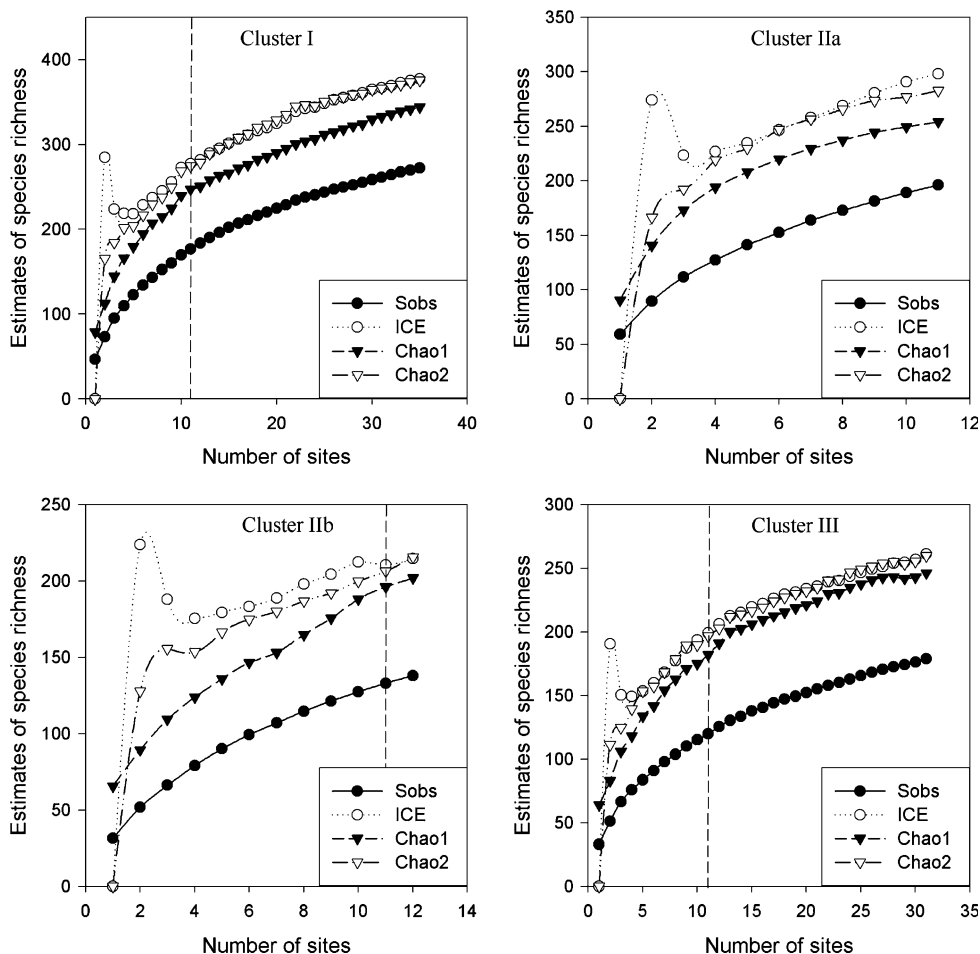 Cluster I
Estimates of species richness
400
300
200
100
0
0 10 20 30 40
Number of sites
Sobs
ICE
Chao1
Chao2
Cluster IIa
Estimates of species richness
350
300
250
200
150
100
50
0
0 2 4 6 8 10 12
Number of sites
Sobs
ICE
Chao1
Chao2
Cluster IIb
Estimates of species richness
250
200
150
100
50
0
0 2 4 6 8 10 12 14
Number of sites
Sobs
ICE
Chao1
Chao2
Cluster III
Estimates of species richness
300
250
200
150
100
50
0
0 5 10 15 20 25 30 35
Number of sites
Sobs
ICE
Chao1
Chao2